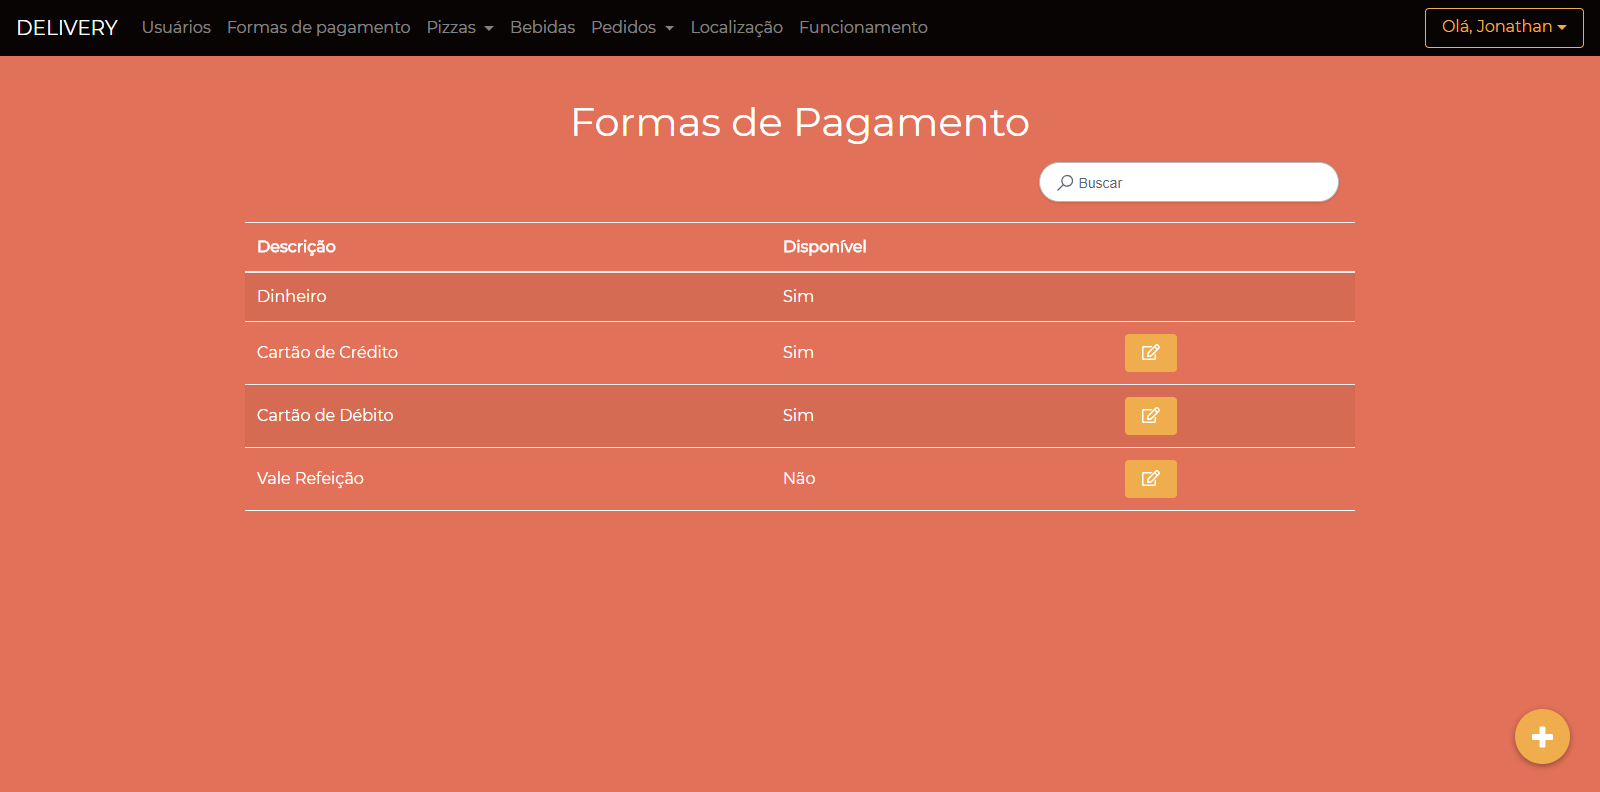 DELIVERY Usuários Formas de pagamento Pizzas Bebidas Pedidos Localização Funcionamento Olá, Jonathan
Formas de Pagamento
Buscar
Descrição Disponível
Dinheiro Sim
Cartão de Crédito Sim
Cartão de Débito Sim
Vale Refeição Não